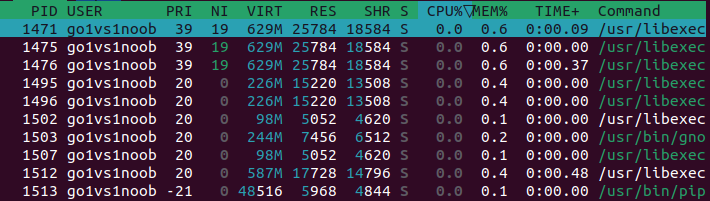 PID USER PRI NI VIRT RES SHR S CPU%▽MEM% TIME+ Command
1471 go1vs1noob 39 19 629M 25784 18584 S 0.0 0.6 0:00.09 /usr/libexec
1475 go1vs1noob 39 19 629M 25784 18584 S 0.0 0.6 0:00.00 /usr/libexec
1476 go1vs1noob 39 19 629M 25784 18584 S 0.0 0.6 0:00.37 /usr/libexec
1495 go1vs1noob 20 0 226M 15220 13508 S 0.0 0.4 0:00.00 /usr/libexec
1496 go1vs1noob 20 0 226M 15220 13508 S 0.0 0.4 0:00.00 /usr/libexec
1502 go1vs1noob 20 0 98M 5052 4620 S 0.0 0.1 0:00.00 /usr/libexec
1503 go1vs1noob 20 0 244M 7456 6512 S 0.0 0.2 0:00.00 /usr/bin/gno
1507 go1vs1noob 20 0 98M 5052 4620 S 0.0 0.1 0:00.00 /usr/libexec
1512 go1vs1noob 20 0 587M 17728 14796 S 0.0 0.4 0:00.48 /usr/libexec
1513 go1vs1noob -21 0 48516 5968 4844 S 0.0 0.1 0:00.00 /usr/bin/pip